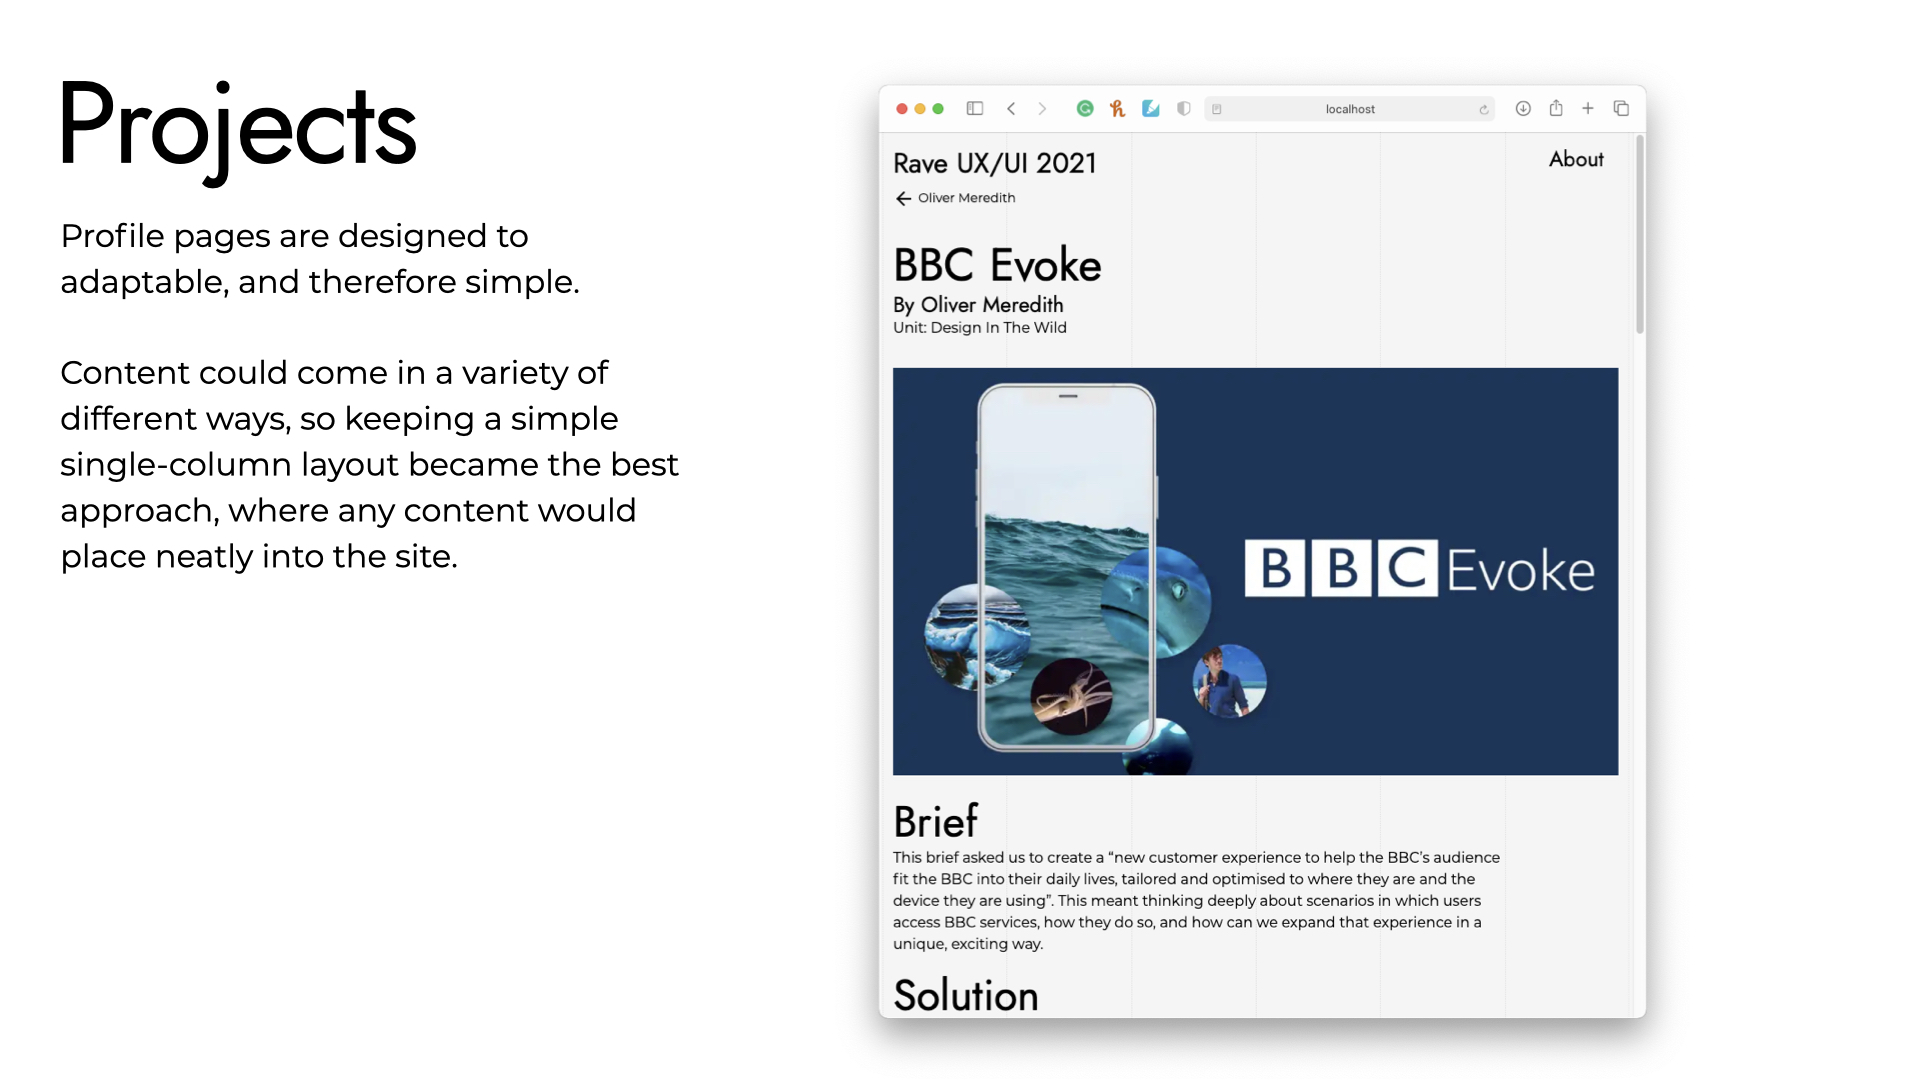 Projects
Profile pages are designed to
adaptable, and therefore simple.
Content could come in a variety of
different ways, so keeping a simple
single-column layout became the best
approach, where any content would
place neatly into the site.
localhost
Rave UX/UI 2021
About
Oliver Meredith
BBC Evoke
By Oliver Meredith
Unit: Design In The Wild
BBC Evoke
Brief
This brief asked us to create a “new customer experience to help the BBC’s audience
fit the BBC into their daily lives, tailored and optimised to where they are and the
device they are using”. This meant thinking deeply about scenarios in which users
access BBC services, how they do so, and how can we expand that experience in a
unique, exciting way.
Solution